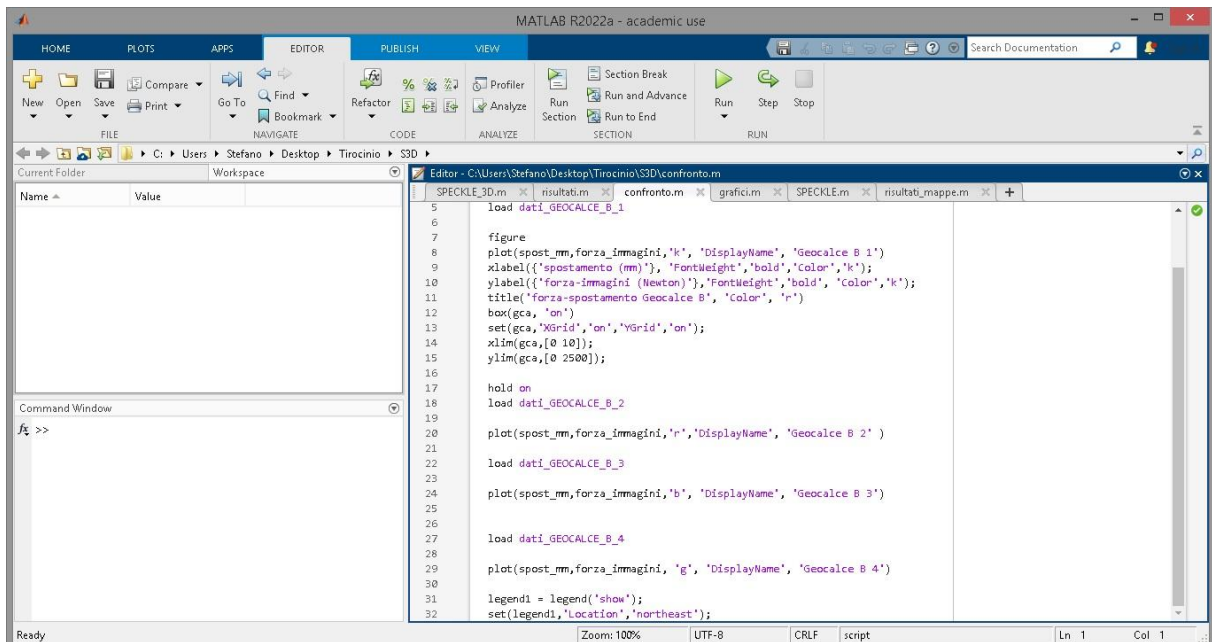 MATLAB R2022a - academic use
HOME PLOTS APPS EDITOR PUBLISH VIEW Search Documentation
New Open Save Compare Print
Go To Find Bookmark
Refactor
Profiler Analyze
Run Section Section Break Run and Advance Run to End
Run Step Stop
FILE NAVIGATE CODE ANALYZE SECTION RUN
C: Users Stefano Desktop Tirocinio S3D
Current Folder Workspace
Name Value
Command Window
fx >>
Editor - C:\Users\Stefano\Desktop\Tirocinio\S3D\confronto.m
SPECKLE_3D.m risultati.m confronto.m grafici.m SPECKLE.m risultati_mappe.m +
5 load dati_GEOCALCE_B_1
6
7 figure
8 plot(spost_mm,forza_immagini,'k', 'DisplayName', 'Geocalce B 1')
9 xlabel({'spostamento (mm)'}, 'FontWeight','bold','Color','k');
10 ylabel({'forza-immagini (Newton)'},'FontWeight','bold', 'Color','k');
11 title('forza-spostamento Geocalce B', 'Color', 'r')
12 box(gca, 'on')
13 set(gca,'XGrid','on','YGrid','on');
14 xlim(gca,[0 10]);
15 ylim(gca,[0 2500]);
16
17 hold on
18 load dati_GEOCALCE_B_2
19
20 plot(spost_mm,forza_immagini,'r','DisplayName', 'Geocalce B 2' )
21
22 load dati_GEOCALCE_B_3
23
24 plot(spost_mm,forza_immagini,'b', 'DisplayName', 'Geocalce B 3')
25
26
27 load dati_GEOCALCE_B_4
28
29 plot(spost_mm,forza_immagini, 'g', 'DisplayName', 'Geocalce B 4')
30
31 legend1 = legend('show');
32 set(legend1,'Location','northeast');
Ready Zoom: 100% UTF-8 CRLF script Ln 1 Col 1